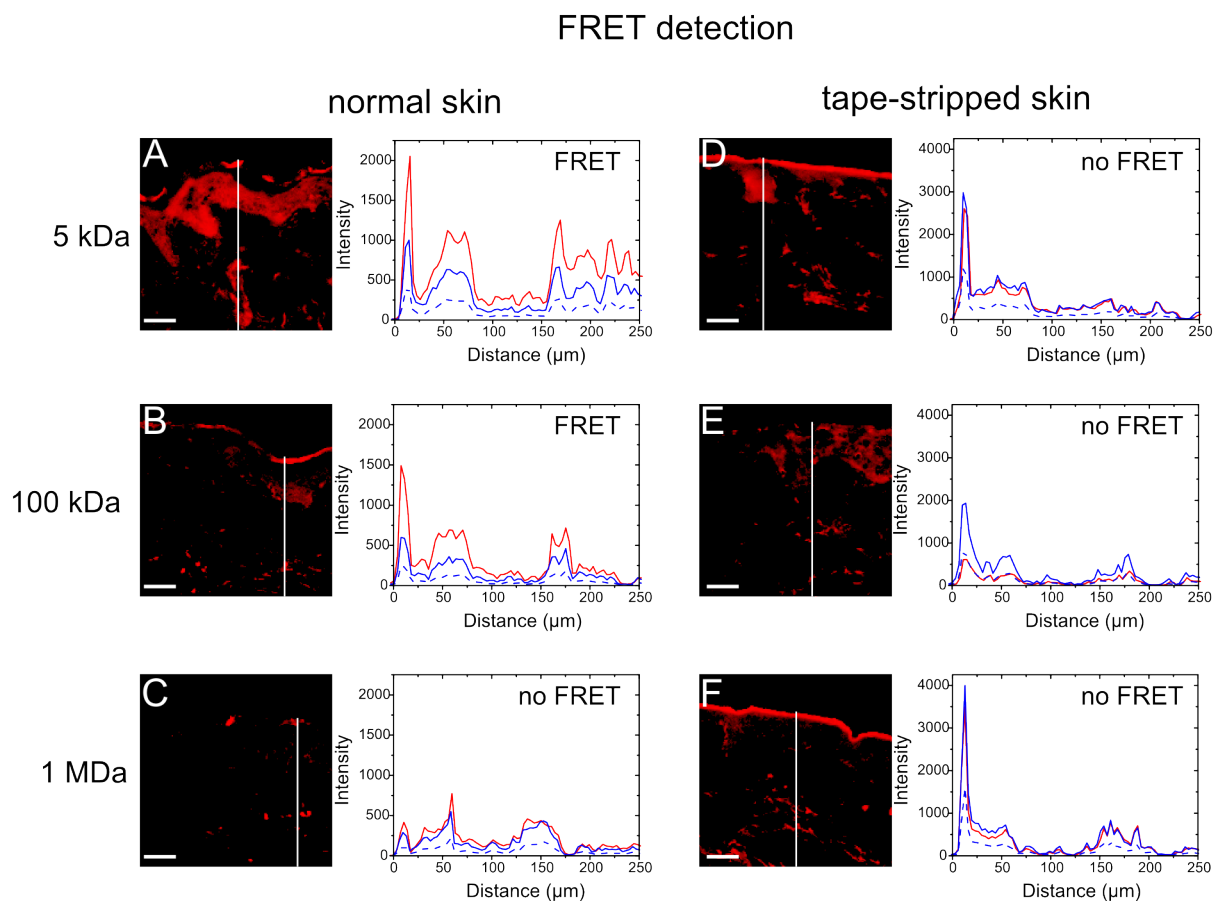 FRET detection
normal skin
tape-stripped skin
5 kDa
A
FRET
Intensity
2000
1500
1000
500
0
0 50 100 150 200 250
Distance (µm)
D
no FRET
Intensity
4000
3000
2000
1000
0
0 50 100 150 200 250
Distance (µm)
100 kDa
B
FRET
Intensity
2000
1500
1000
500
0
0 50 100 150 200 250
Distance (µm)
E
no FRET
Intensity
4000
3000
2000
1000
0
0 50 100 150 200 250
Distance (µm)
1 MDa
C
no FRET
Intensity
2000
1500
1000
500
0
0 50 100 150 200 250
Distance (µm)
F
no FRET
Intensity
4000
3000
2000
1000
0
0 50 100 150 200 250
Distance (µm)